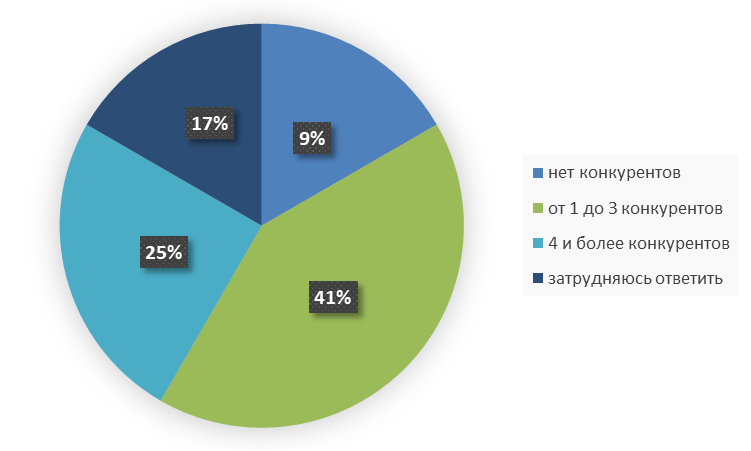 17%
9%
25%
41%
нет конкурентов
от 1 до 3 конкурентов
4 и более конкурентов
затрудняюсь ответить